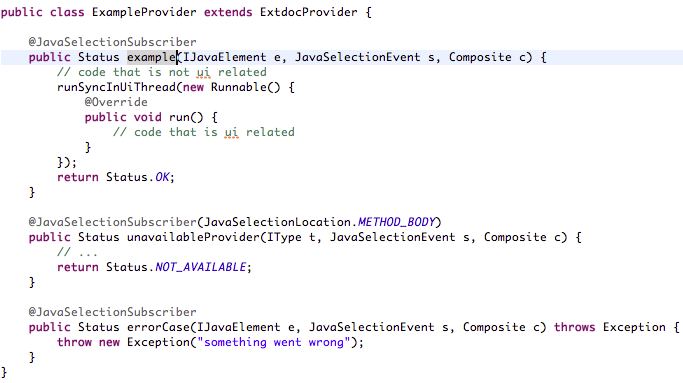 public class ExampleProvider extends ExtdocProvider {
@JavaSelectionSubscriber
public Status example(IJavaElement e, JavaSelectionEvent s, Composite c) {
// code that is not ui related
runSyncInUiThread(new Runnable() {
@Override
public void run() {
// code that is ui related
}
});
return Status.OK;
}
@JavaSelectionSubscriber(JavaSelectionLocation.METHOD_BODY)
public Status unavailableProvider(IType t, JavaSelectionEvent s, Composite c) {
// ...
return Status.NOT_AVAILABLE;
}
@JavaSelectionSubscriber
public Status errorCase(IJavaElement e, JavaSelectionEvent s, Composite c) throws Exception {
throw new Exception("something went wrong");
}
}